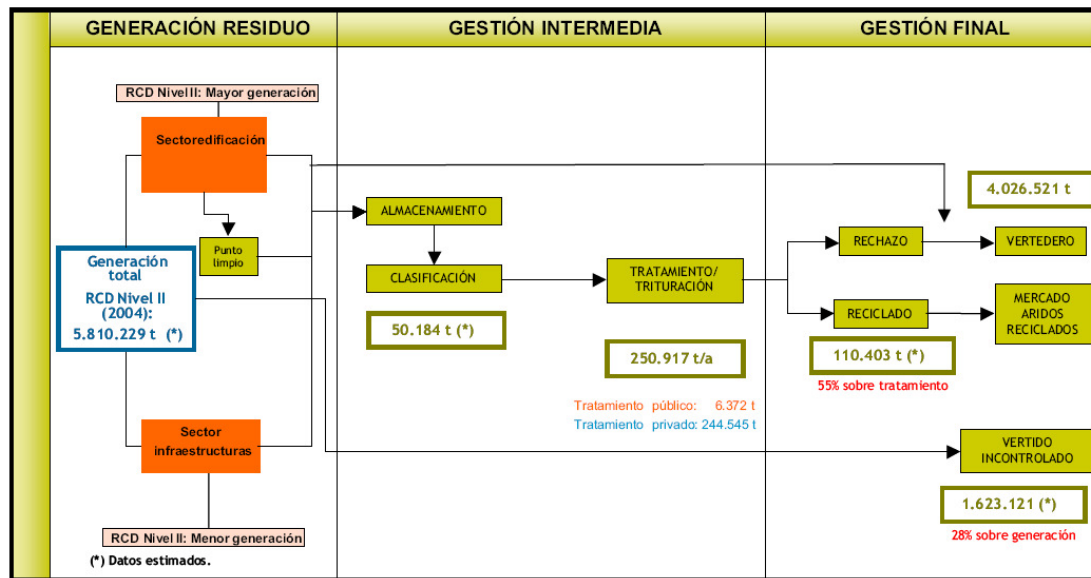 GENERACIÓN RESIDUO
GESTIÓN INTERMEDIA
GESTIÓN FINAL
RCD Nivel II: Mayor generación
Sectoredificación
Punto
limpio
Generación
total
RCD Nivel II
(2004):
5.810.229 t (*)
Sector
infraestructuras
RCD Nivel II: Menor generación
(*) Datos estimados.
ALMACENAMIENTO
CLASIFICACIÓN
50.184 t (*)
TRATAMIENTO/
TRITURACIÓN
250.917 t/a
Tratamiento público: 6.372 t
Tratamiento privado: 244.545 t
4.026.521 t
RECHAZO
VERTEDERO
RECICLADO
MERCADO
ARIDOS
RECICLADOS
110.403 t (*)
55% sobre tratamiento
VERTIDO
INCONTROLADO
1.623.121 (*)
28% sobre generación